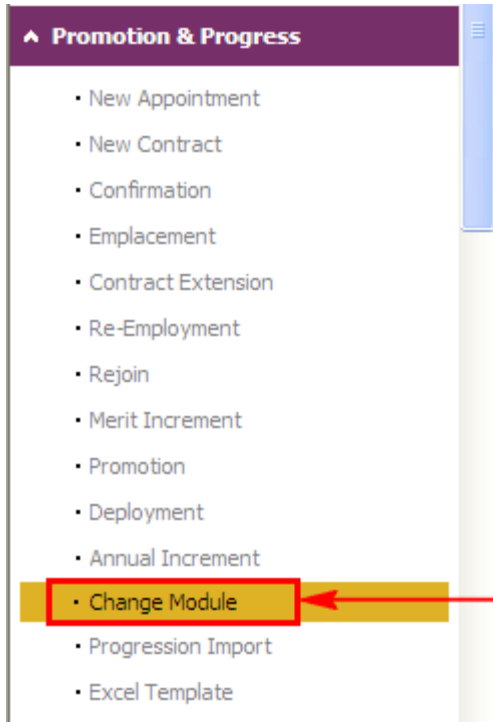 Promotion & Progress
• New Appointment
• New Contract
• Confirmation
• Emplacement
• Contract Extension
• Re-Employment
• Rejoin
• Merit Increment
• Promotion
• Deployment
• Annual Increment
• Change Module
• Progression Import
• Excel Template